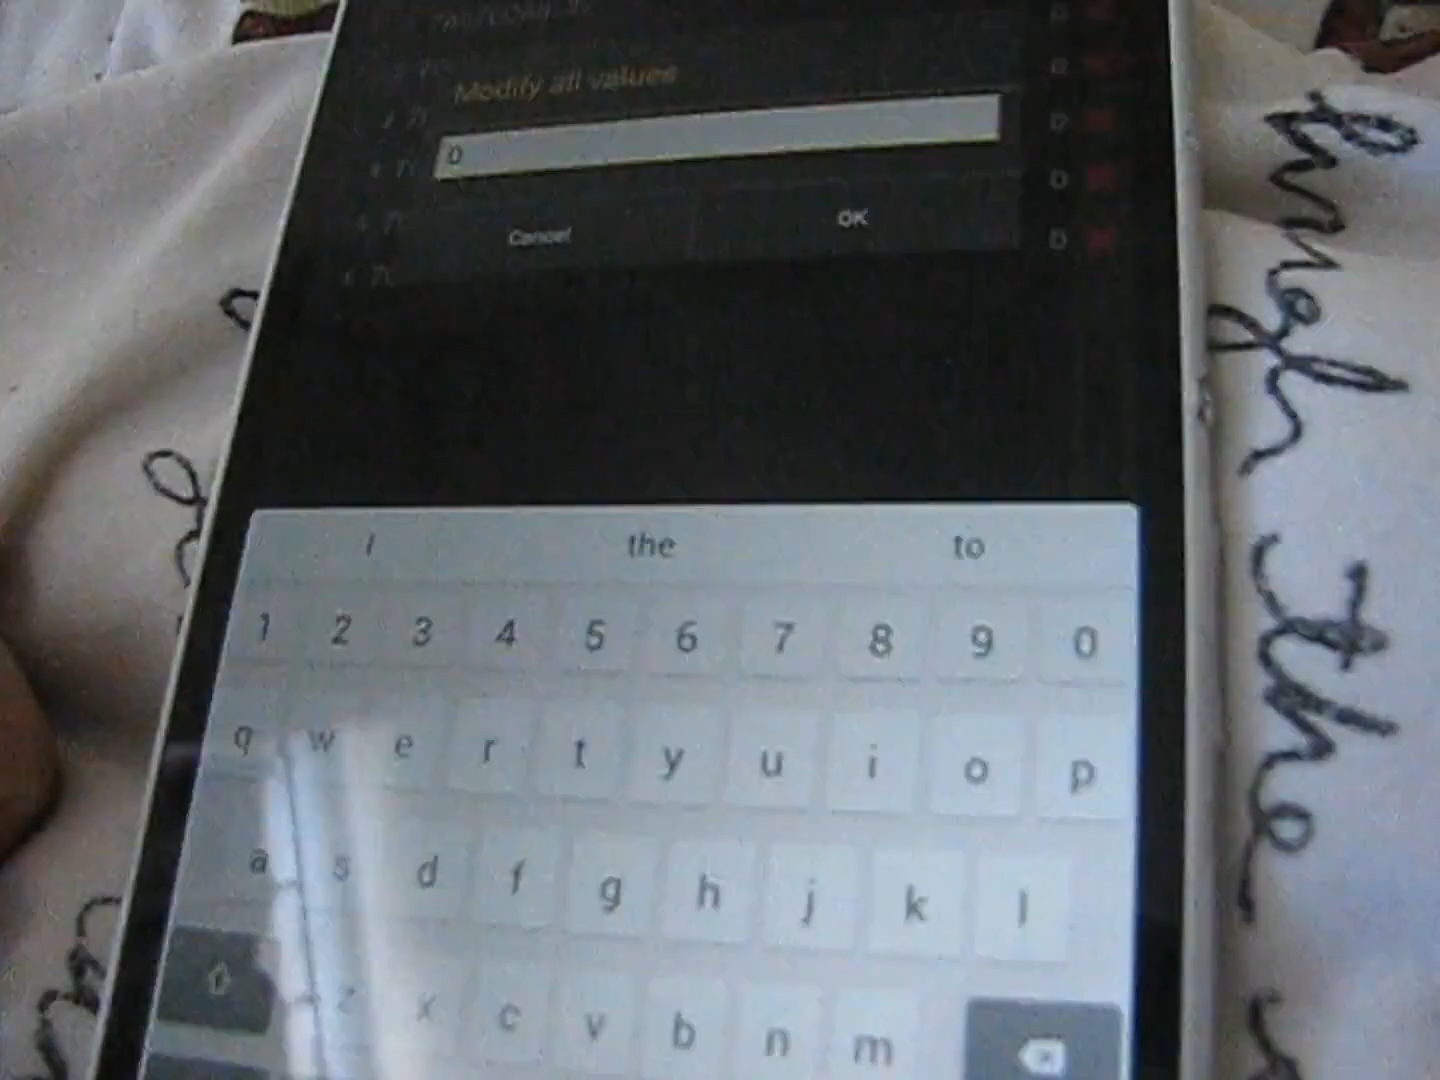 Modify all values
0
Cancel OK
D
D
i the to
1 2 3 4 5 6 7 8 9 0
q w e r t y u i o p
a s d f g h j k l
z x c v b n m
through the